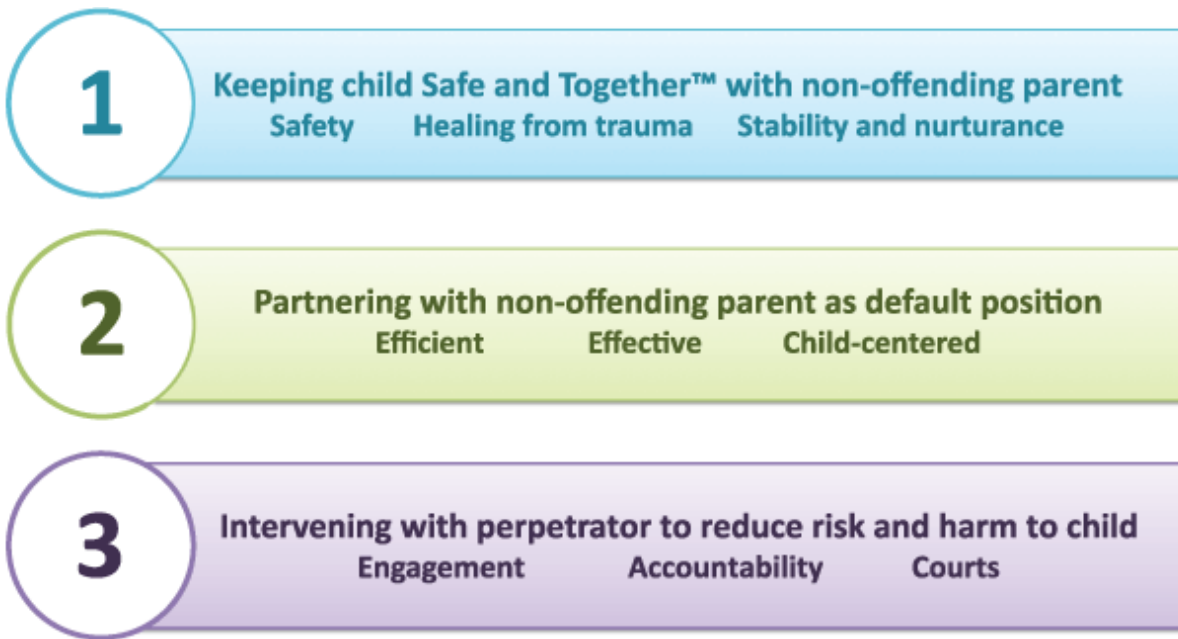 1
Keeping child Safe and Together™ with non-offending parent
Safety Healing from trauma Stability and nurturance
2
Partnering with non-offending parent as default position
Efficient Effective Child-centered
3
Intervening with perpetrator to reduce risk and harm to child
Engagement Accountability Courts